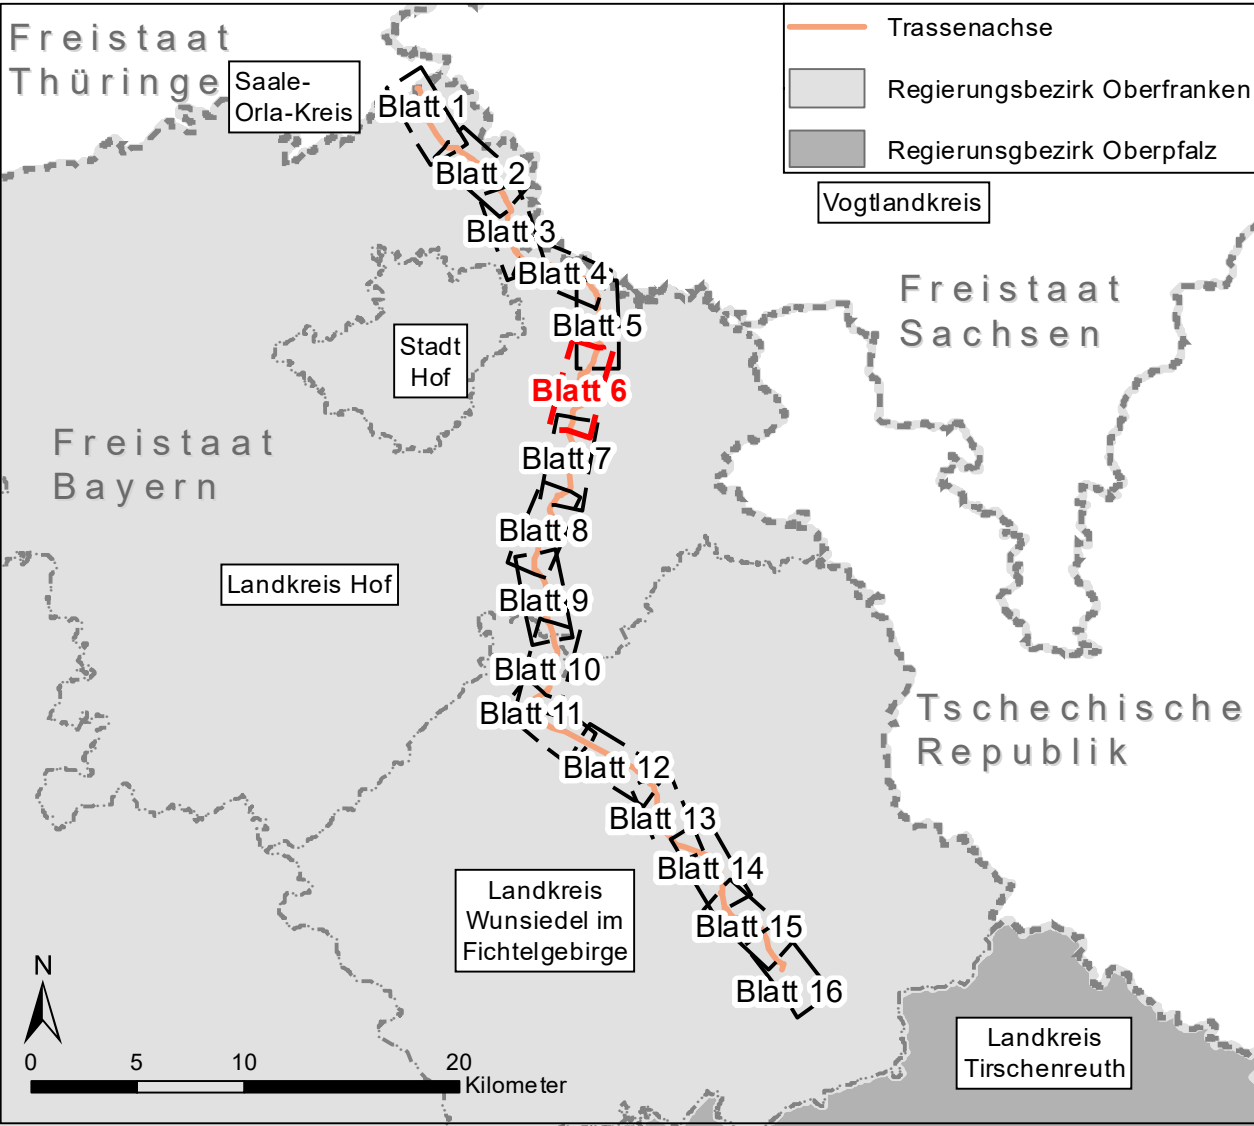 Freistaat
Thüringe
Saale-
Orla-Kreis
Trassenachse
Regierungsbezirk Oberfranken
Regierunsgbezirk Oberpfalz
Vogtlandkreis
Blatt 1
Blatt 2
Blatt 3
Blatt 4
Blatt 5
Blatt 6
Blatt 7
Blatt 8
Blatt 9
Blatt 10
Blatt 11
Blatt 12
Blatt 13
Blatt 14
Blatt 15
Blatt 16
Freistaat
Sachsen
Stadt
Hof
Freistaat
Bayern
Landkreis Hof
Tschechische
Republik
Landkreis
Wunsiedel im
Fichtelgebirge
Landkreis
Tirschenreuth
N
0 5 10 20
Kilometer